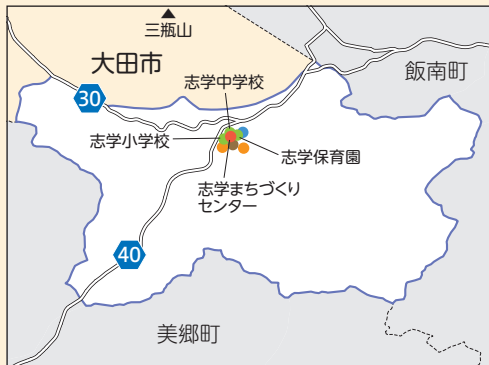 三瓶山
大田市
飯南町
30
志学中学校
志学小学校
志学保育園
志学まちづくり
センター
40
美郷町